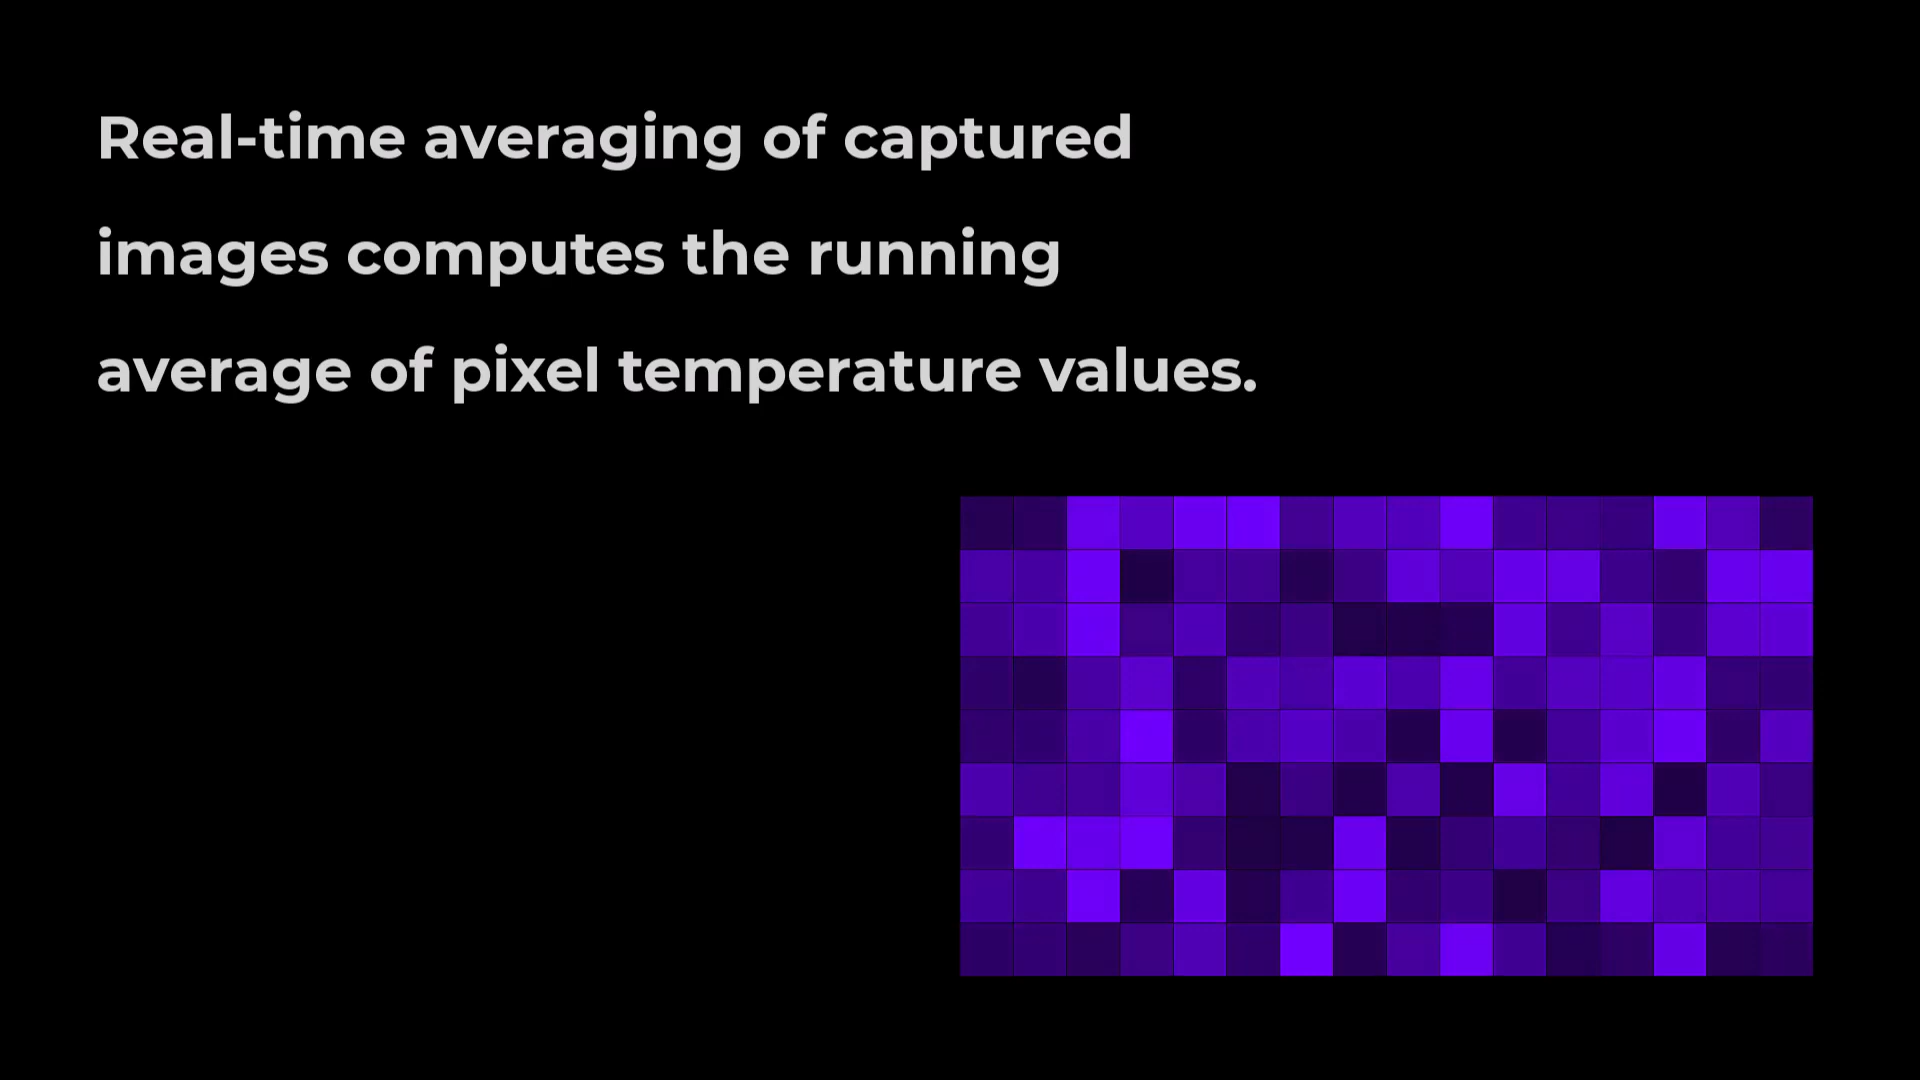 Real-time averaging of captured
images computes the running
average of pixel temperature values.